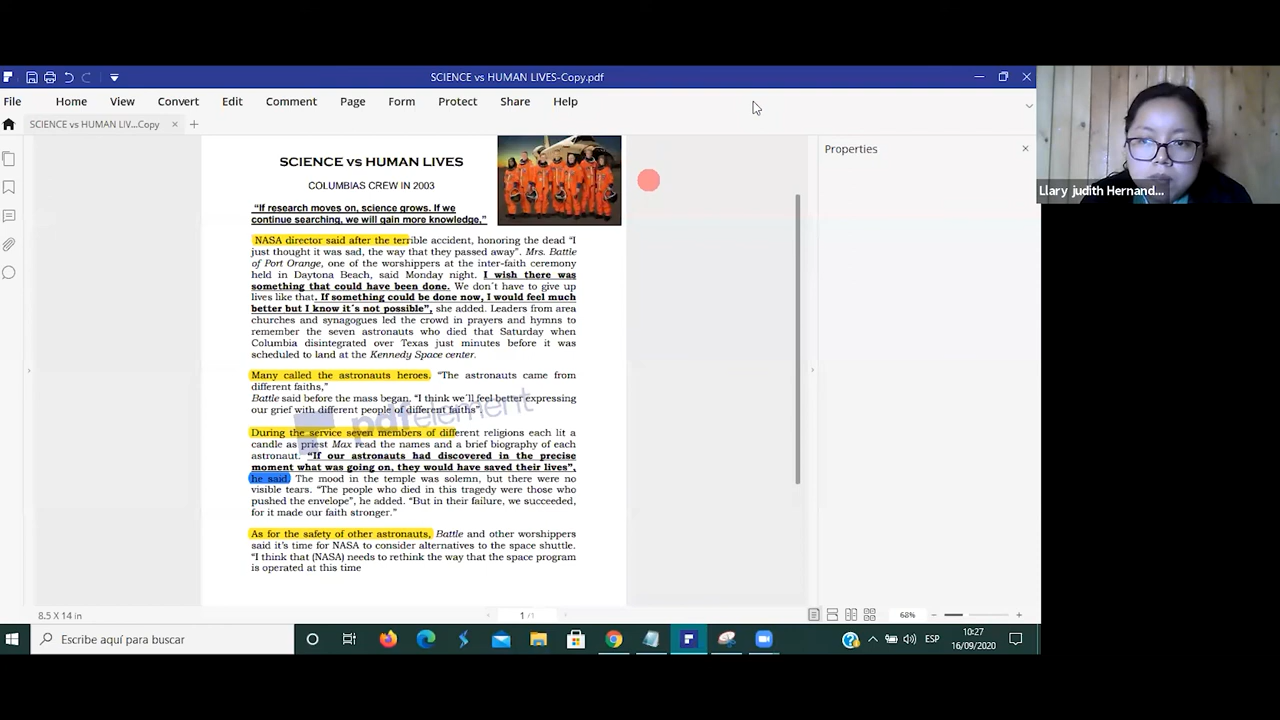 SCIENCE vs HUMAN LIVES-Copy.pdf
File Home View Convert Edit Comment Page Form Protect Share Help
SCIENCE vs HUMAN LIV...Copy
Properties
SCIENCE vs HUMAN LIVES
COLUMBIAS CREW IN 2003
“If research moves on, science grows. If we
continue searching, we will gain more knowledge,”
NASA director said after the terrible accident, honoring the dead “I
just thought it was sad, the way that they passed away”. Mrs. Battle
of Port Orange, one of the worshippers at the inter-faith ceremony
held in Daytona Beach, said Monday night. I wish there was
something that could have been done. We don´t have to give up
lives like that. If something could be done now, I would feel much
better but I know it´s not possible”, she added. Leaders from area
churches and synagogues led the crowd in prayers and hymns to
remember the seven astronauts who died that Saturday when
Columbia disintegrated over Texas just minutes before it was
scheduled to land at the Kennedy Space center.
Many called the astronauts heroes. “The astronauts came from
different faiths,”
Battle said before the mass began. “I think we´ll feel better expressing
our grief with different people of different faiths”.
pdfelement
During the service seven members of different religions each lit a
candle as priest Max read the names and a brief biography of each
astronaut. “If our astronauts had discovered in the precise
moment what was going on, they would have saved their lives”,
he said. The mood in the temple was solemn, but there were no
visible tears. “The people who died in this tragedy were those who
pushed the envelope”, he added. “But in their failure, we succeeded,
for it made our faith stronger.”
As for the safety of other astronauts, Battle and other worshippers
said it’s time for NASA to consider alternatives to the space shuttle.
“I think that (NASA) needs to rethink the way that the space program
is operated at this time
8.5 X 14 in
1 /1
68%
Escribe aquí para buscar
ESP
10:27
16/09/2020
Llary judith Hernand...